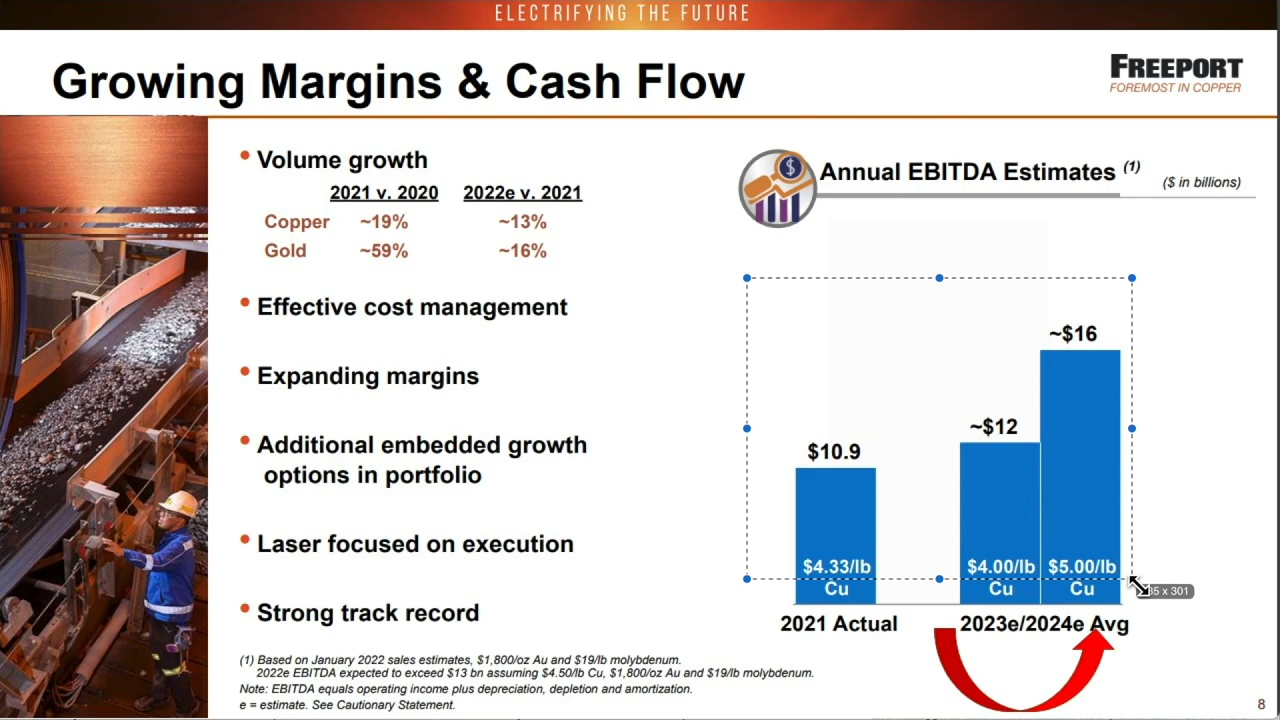 ELECTRIFYING THE FUTURE
Growing Margins & Cash Flow
FREEPORT
FOREMOST IN COPPER
• Volume growth
2021 v. 2020 2022e v. 2021
Copper ~19% ~13%
Gold ~59% ~16%
• Effective cost management
• Expanding margins
• Additional embedded growth
options in portfolio
• Laser focused on execution
• Strong track record
Annual EBITDA Estimates (1)
($ in billions)
~$16
~$12
$10.9
$4.33/lb
Cu
$4.00/lb
Cu
$5.00/lb
Cu
2021 Actual
2023e/2024e Avg
x 301
(1) Based on January 2022 sales estimates, $1,800/oz Au and $19/lb molybdenum.
2022e EBITDA expected to exceed $13 bn assuming $4.50/lb Cu, $1,800/oz Au and $19/lb molybdenum.
Note: EBITDA equals operating income plus depreciation, depletion and amortization.
e = estimate. See Cautionary Statement.
8